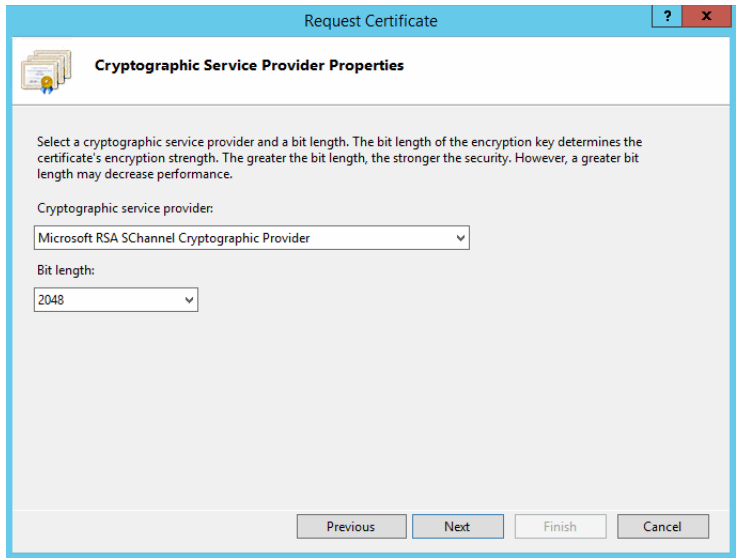 Request Certificate
?
x
Cryptographic Service Provider Properties
Select a cryptographic service provider and a bit length. The bit length of the encryption key determines the
certificate's encryption strength. The greater the bit length, the stronger the security. However, a greater bit
length may decrease performance.
Cryptographic service provider:
Microsoft RSA SChannel Cryptographic Provider
Bit length:
2048
Previous
Next
Finish
Cancel